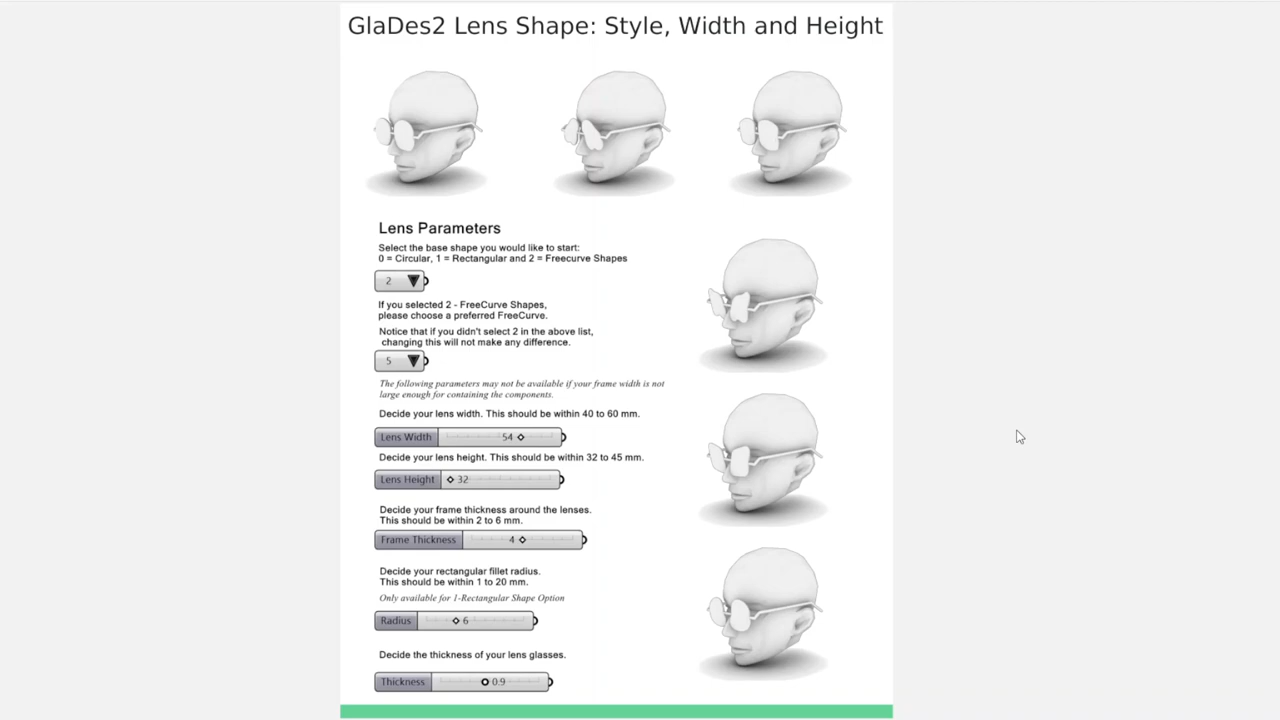 GlaDes2 Lens Shape: Style, Width and Height
Lens Parameters
Select the base shape you would like to start:
0 = Circular, 1 = Rectangular and 2 = Freecurve Shapes
2
If you selected 2 - FreeCurve Shapes,
please choose a preferred FreeCurve.
Notice that if you didn't select 2 in the above list,
changing this will not make any difference.
5
The following parameters may not be available if your frame width is not
large enough for containing the components.
Decide your lens width. This should be within 40 to 60 mm.
Lens Width 54
Decide your lens height. This should be within 32 to 45 mm.
Lens Height 32
Decide your frame thickness around the lenses.
This should be within 2 to 6 mm.
Frame Thickness 4
Decide your rectangular fillet radius.
This should be within 1 to 20 mm.
Only available for 1-Rectangular Shape Option
Radius 6
Decide the thickness of your lens glasses.
Thickness 0.9